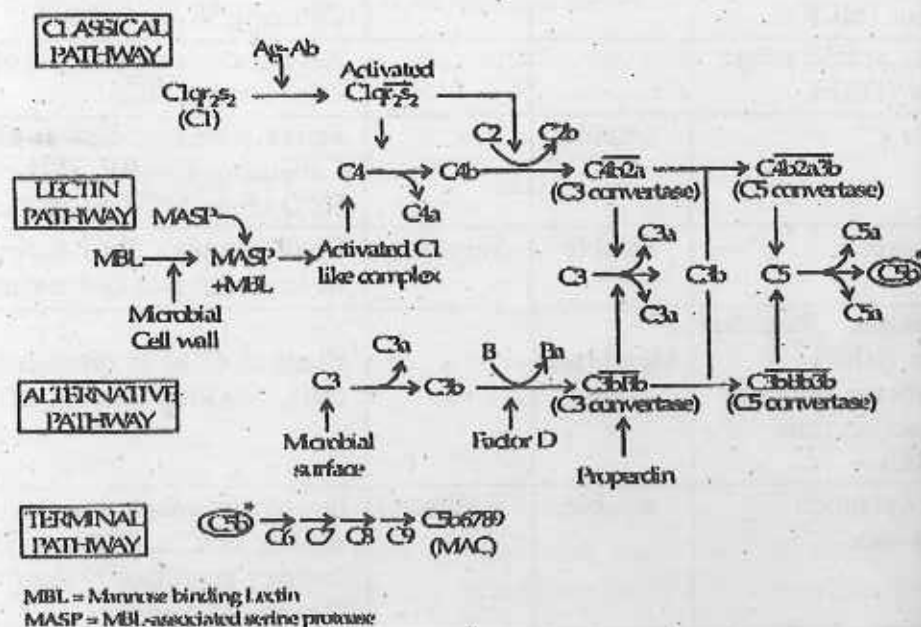 CLASSICAL
PATHWAY
Ag-Ab
C1qr2s2
(C1)
Activated
C1qr2s2
C2
C2b
C4
C4b
C4a
C4b2a
(C3 convertase)
C4b2a3b
(C5 convertase)
LECTIN
PATHWAY
MASP
MBL
MASP
+MBL
Activated C1
like complex
Microbial
Cell wall
C3a
C3
C3b
C3a
C5a
C5
C5b*
C5a
ALTERNATIVE
PATHWAY
C3
C3a
C3b
B
Ba
C3bBb
(C3 convertase)
C3bBb3b
(C5 convertase)
Microbial
surface
Factor D
Properdin
TERMINAL
PATHWAY
C5b*
C6
C7
C8
C9
C5b6789
(MAC)
MBL = Mannose binding Lectin
MASP = MBL-associated serine protease